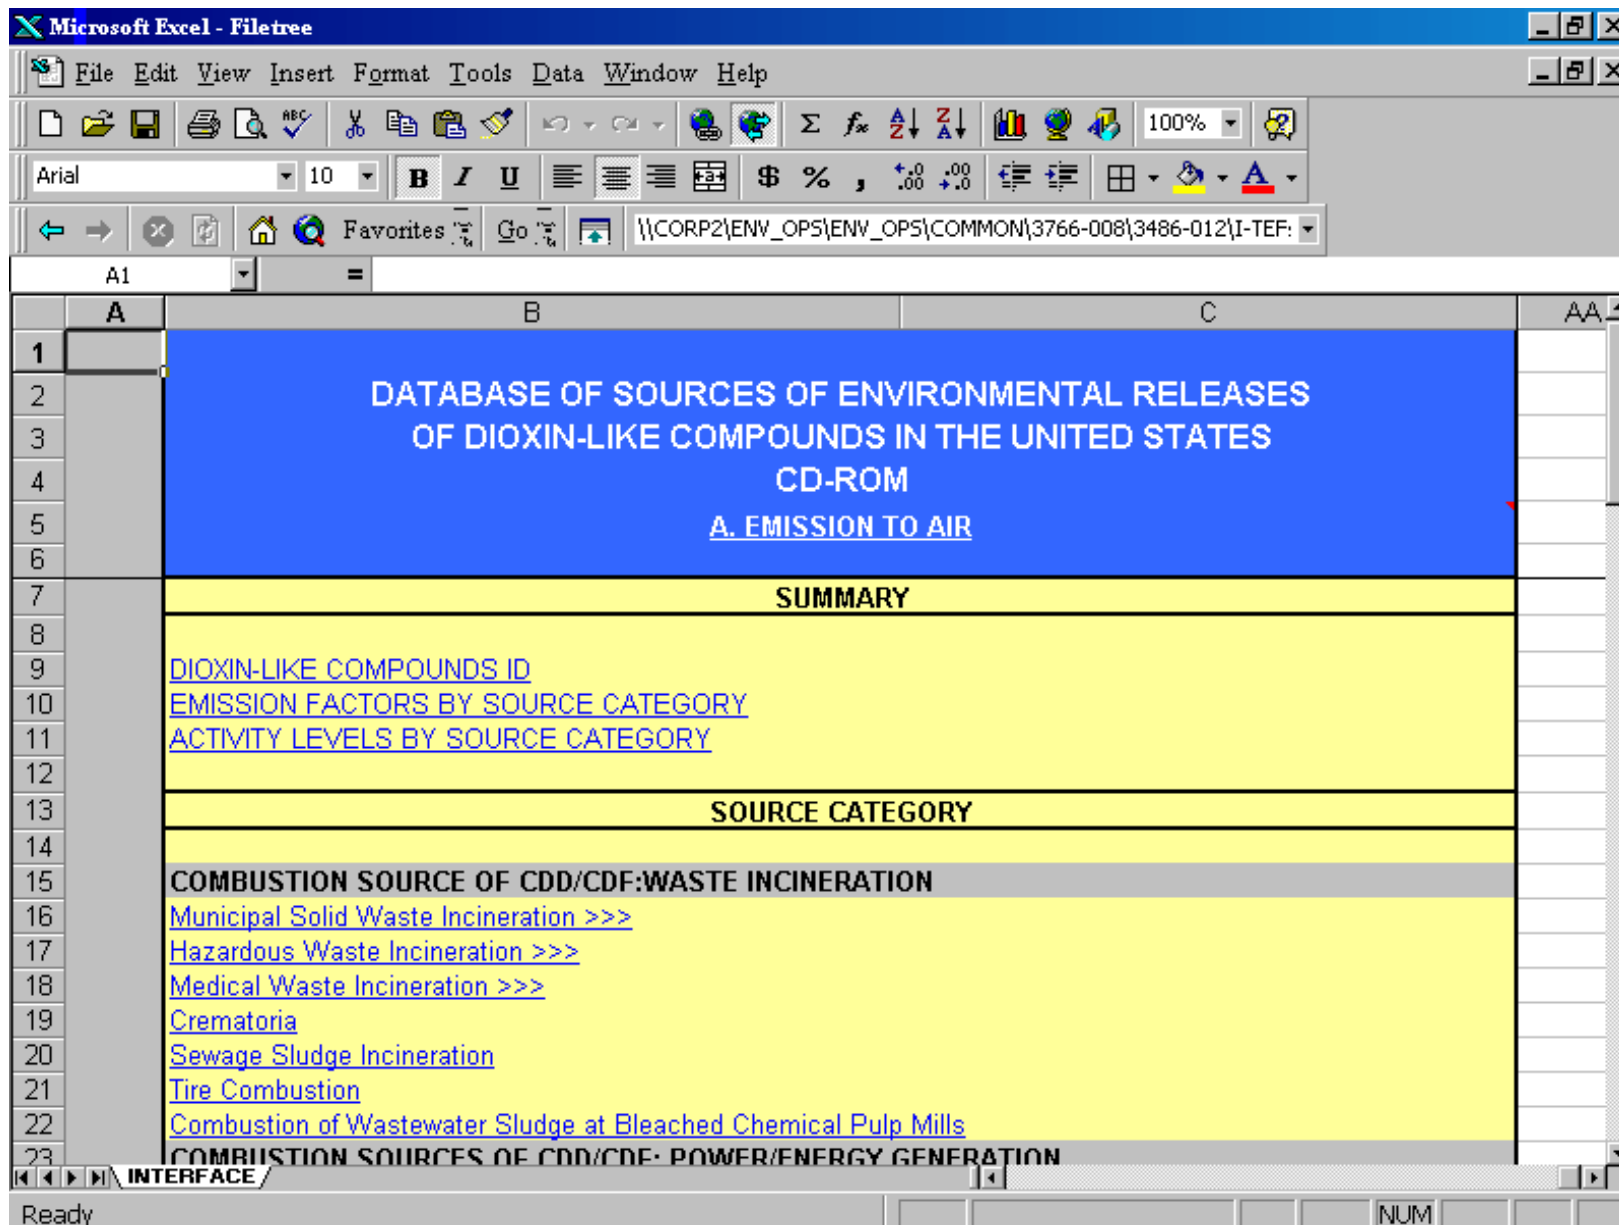 Microsoft Excel - Filetree
File Edit View Insert Format Tools Data Window Help
ABC Σ fx A Z Z A 100%
Arial 10 B I U a $ % , .0 .00 .00 .0 A
Favorites Go \\CORP2\ENV_OPS\ENV_OPS\COMMON\3766-008\3486-012\I-TEF:
A1 =
A B C AA
1
2 DATABASE OF SOURCES OF ENVIRONMENTAL RELEASES
3 OF DIOXIN-LIKE COMPOUNDS IN THE UNITED STATES
4 CD-ROM
5 A. EMISSION TO AIR
6
7 SUMMARY
8
9 DIOXIN-LIKE COMPOUNDS ID
10 EMISSION FACTORS BY SOURCE CATEGORY
11 ACTIVITY LEVELS BY SOURCE CATEGORY
12
13 SOURCE CATEGORY
14
15 COMBUSTION SOURCE OF CDD/CDF:WASTE INCINERATION
16 Municipal Solid Waste Incineration >>>
17 Hazardous Waste Incineration >>>
18 Medical Waste Incineration >>>
19 Crematoria
20 Sewage Sludge Incineration
21 Tire Combustion
22 Combustion of Wastewater Sludge at Bleached Chemical Pulp Mills
23 COMBUSTION SOURCES OF CDD/CDF: POWER/ENERGY GENERATION
INTERFACE
Ready NUM